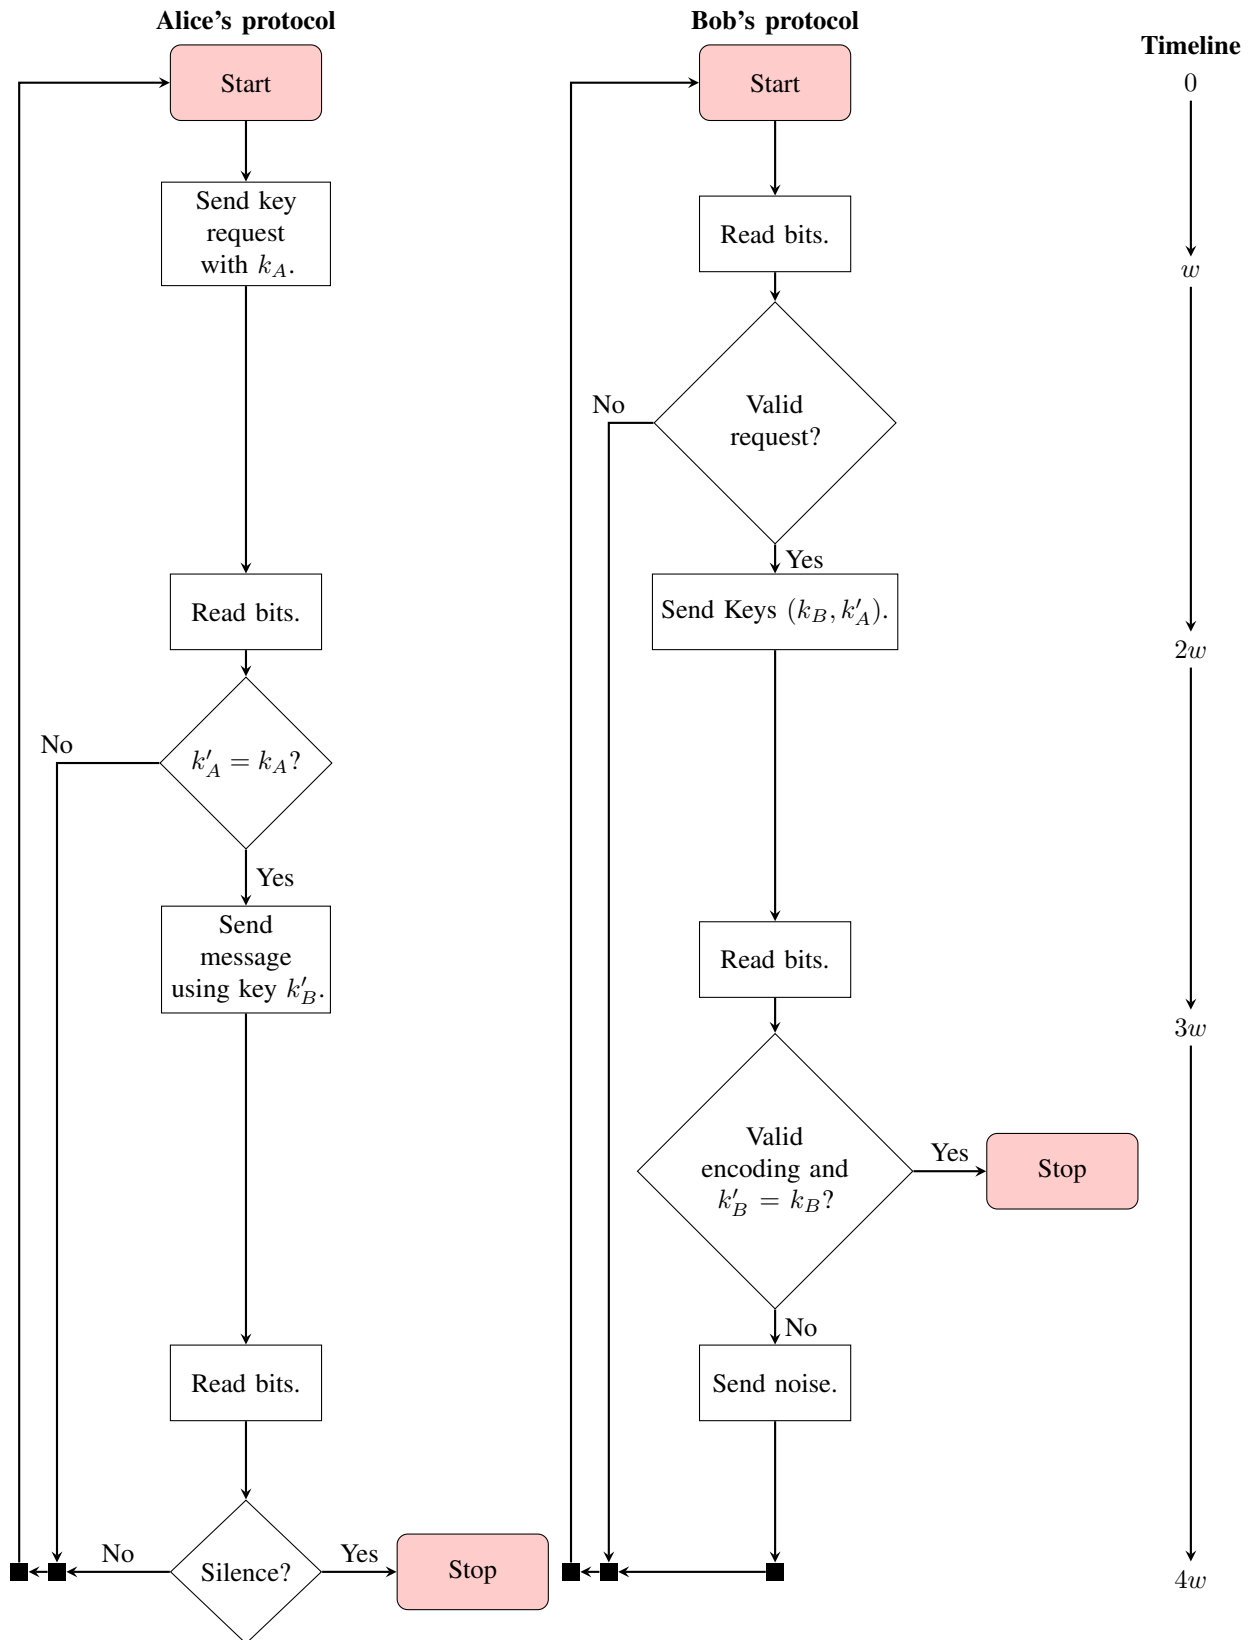 Alice's protocol
Start
Send key
request
with k_A.
Read bits.
k'_A = k_A?
No
Yes
Send
message
using key k'_B.
Read bits.
Silence?
No
Yes
Stop
Bob's protocol
Start
Read bits.
Valid
request?
No
Yes
Send Keys (k_B, k'_A).
Read bits.
Valid
encoding and
k'_B = k_B?
Yes
Stop
No
Send noise.
Timeline
0
w
2w
3w
4w